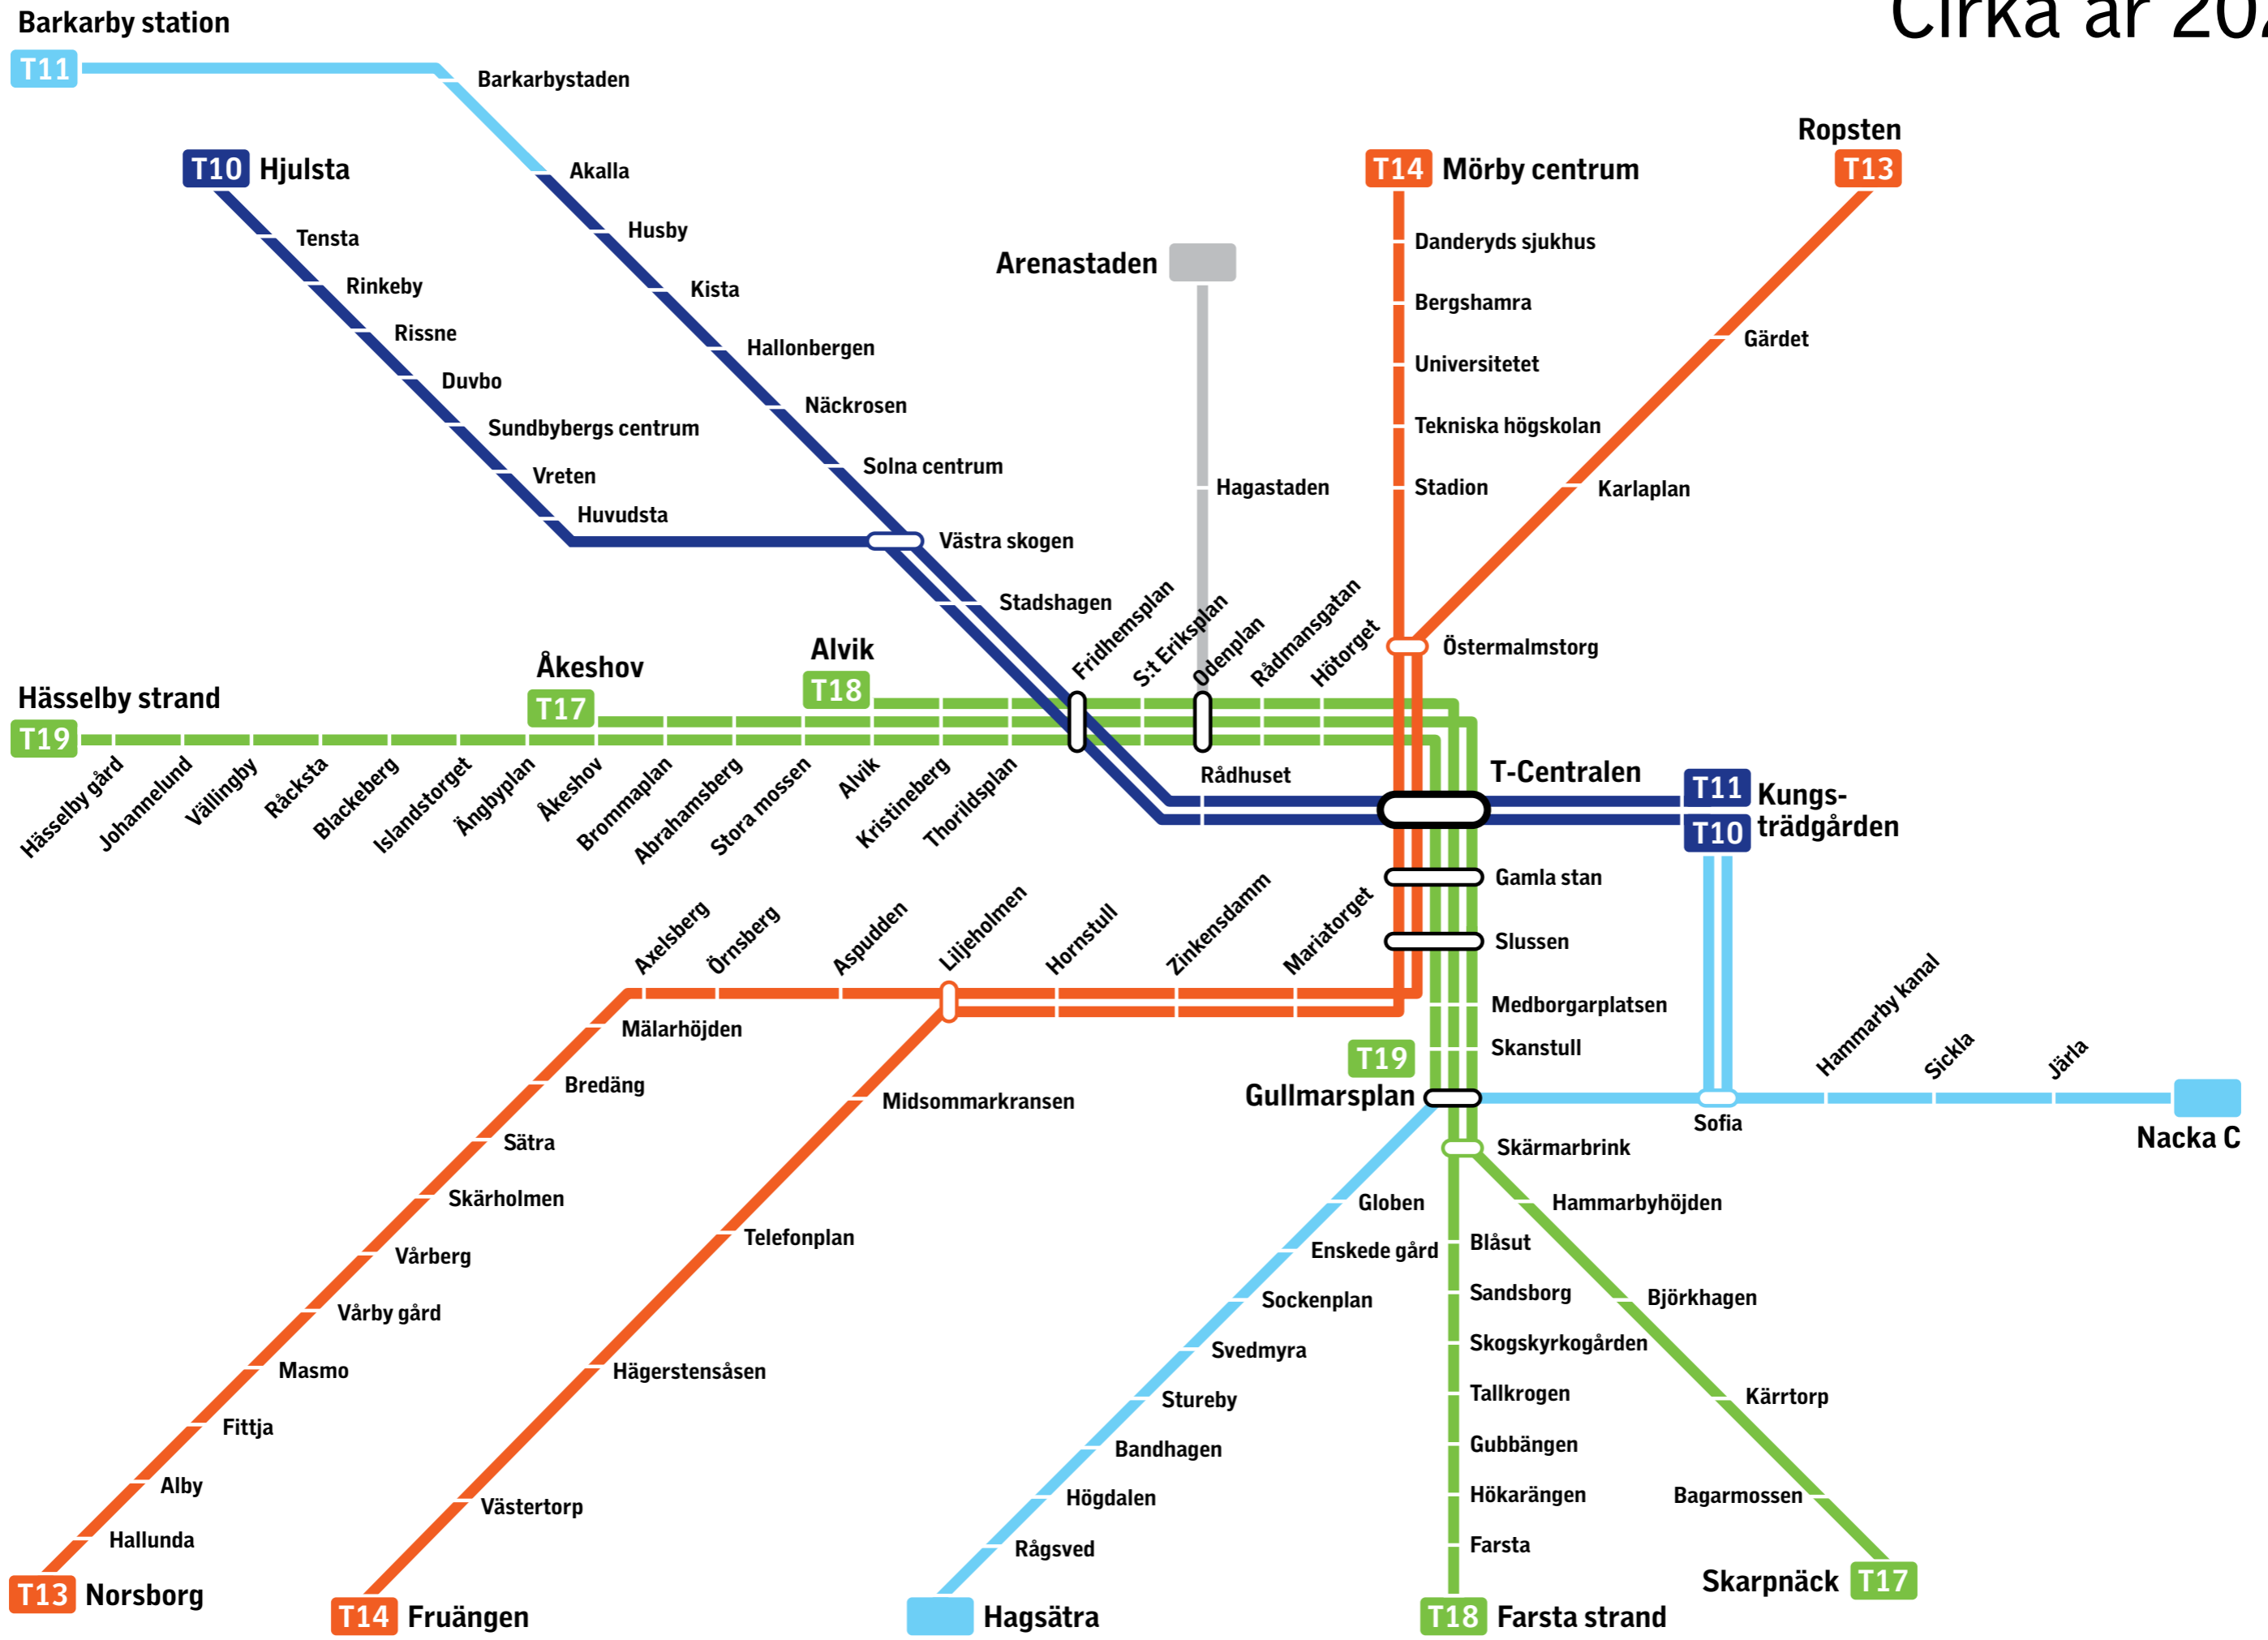 Cirka år 202
Barkarby station
T11
Barkarbystaden
Akalla
Husby
Kista
Hallonbergen
Näckrosen
Solna centrum
Västra skogen
Stadshagen
T10 Hjulsta
Tensta
Rinkeby
Rissne
Duvbo
Sundbybergs centrum
Vreten
Huvudsta
Arenastaden
Hagastaden
T14 Mörby centrum
Danderyds sjukhus
Bergshamra
Universitetet
Tekniska högskolan
Stadion
Ropsten
T13
Gärdet
Karlaplan
Östermalmstorg
Hässelby strand
T19
Åkeshov
T17
Alvik
T18
Fridhemsplan
S:t Eriksplan
Odenplan
Rådmansgatan
Hötorget
Hässelby gård
Johannelund
Vällingby
Råcksta
Blackeberg
Islandstorget
Ängbyplan
Åkeshov
Brommaplan
Abrahamsberg
Stora mossen
Alvik
Kristineberg
Thorildsplan
Rådhuset
T-Centralen
T11
T10
Kungs-
trädgården
Gamla stan
Slussen
Medborgarplatsen
Skanstull
T19
Gullmarsplan
Skärmarbrink
Axelsberg
Örnsberg
Aspudden
Liljeholmen
Hornstull
Zinkensdamm
Mariatorget
Mälarhöjden
Bredäng
Sätra
Skärholmen
Vårberg
Vårby gård
Masmo
Fittja
Alby
Hallunda
T13 Norsborg
Midsommarkransen
Telefonplan
Hägerstensåsen
Västertorp
T14 Fruängen
Sofia
Hammarby kanal
Sickla
Järla
Nacka C
Globen
Enskede gård
Sockenplan
Svedmyra
Stureby
Bandhagen
Högdalen
Rågsved
Hagsätra
Blåsut
Sandsborg
Skogskyrkogården
Tallkrogen
Gubbängen
Hökarängen
Farsta
T18 Farsta strand
Hammarbyhöjden
Björkhagen
Kärrtorp
Bagarmossen
Skarpnäck T17